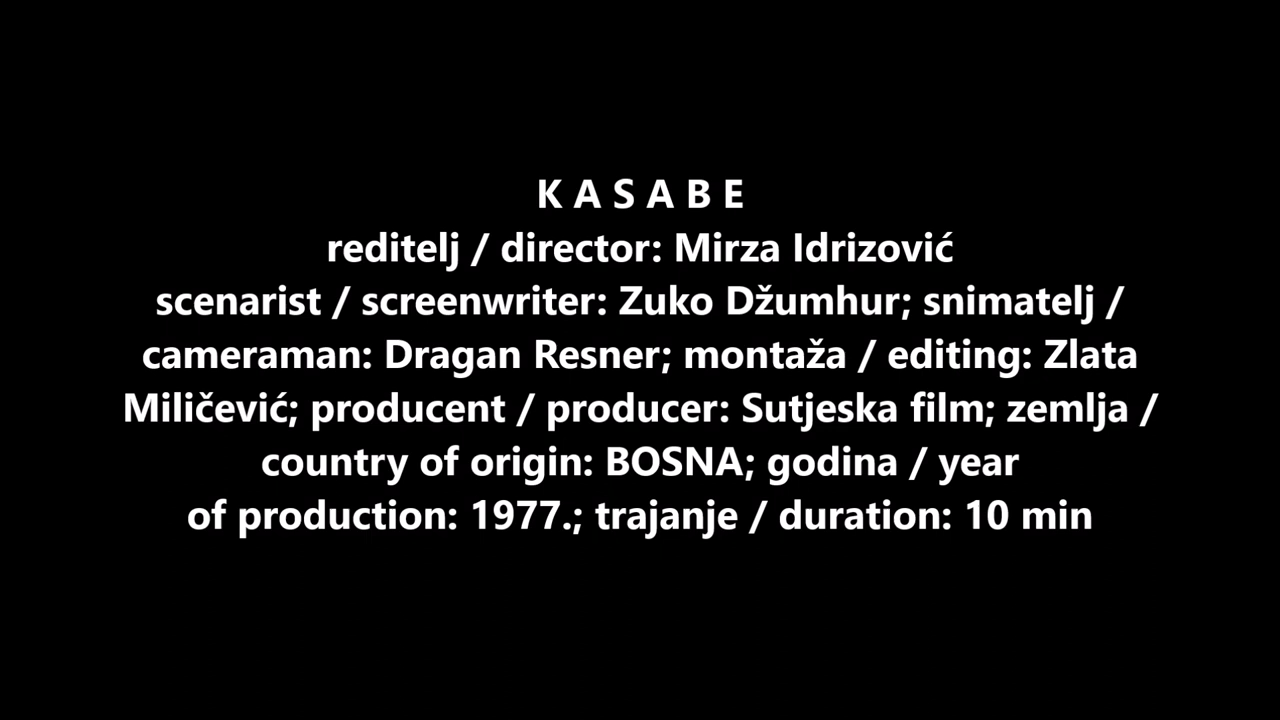 K A S A B E
reditelj / director: Mirza Idrizović
scenarist / screenwriter: Zuko Džumhur; snimatelj /
cameraman: Dragan Resner; montaža / editing: Zlata
Miličević; producent / producer: Sutjeska film; zemlja /
country of origin: BOSNA; godina / year
of production: 1977.; trajanje / duration: 10 min